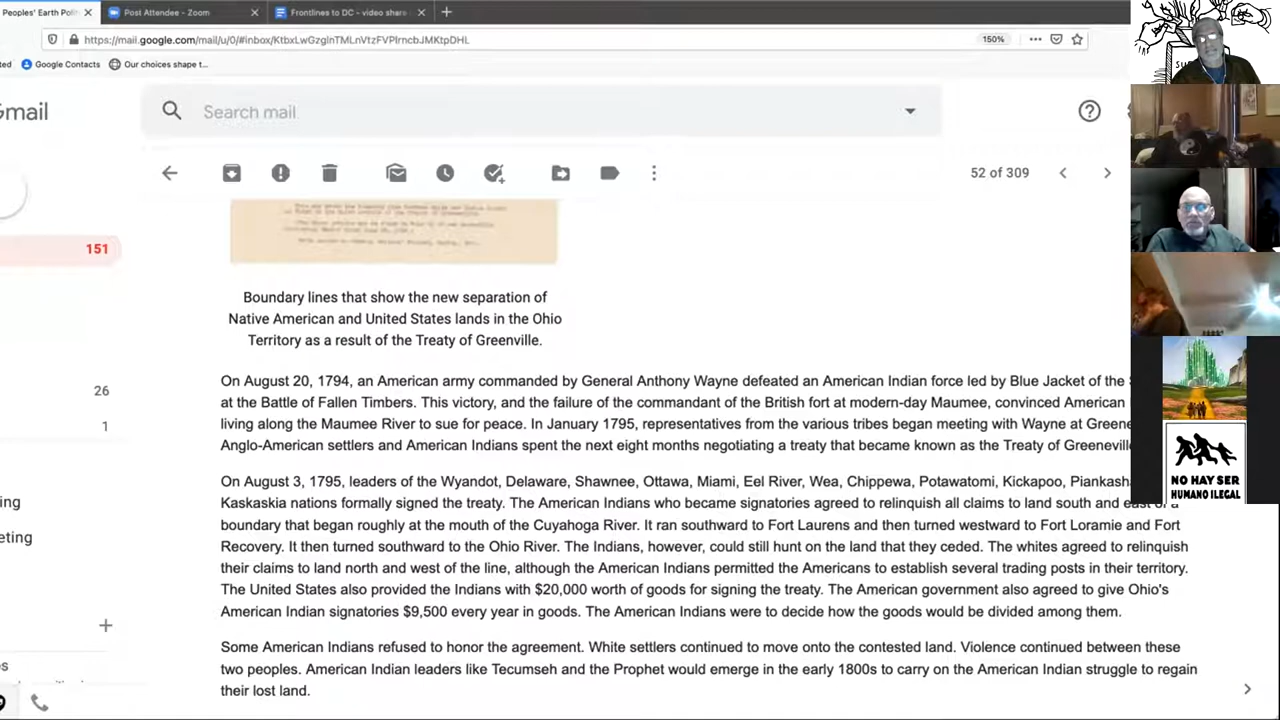 Peoples' Earth Poli
Post Attendee - Zoom
Frontlines to DC - video share
https://mail.google.com/mail/u/0/#inbox/KtbxLwGzglnTMLnVtzFVPlrncbJMKtpDHL
150%
ted
Google Contacts
Our choices shape t...
Gmail
Search mail
52 of 309
151
Boundary lines that show the new separation of
Native American and United States lands in the Ohio
Territory as a result of the Treaty of Greenville.
26
1
On August 20, 1794, an American army commanded by General Anthony Wayne defeated an American Indian force led by Blue Jacket of the
at the Battle of Fallen Timbers. This victory, and the failure of the commandant of the British fort at modern-day Maumee, convinced American
living along the Maumee River to sue for peace. In January 1795, representatives from the various tribes began meeting with Wayne at Greene
Anglo-American settlers and American Indians spent the next eight months negotiating a treaty that became known as the Treaty of Greenvill
On August 3, 1795, leaders of the Wyandot, Delaware, Shawnee, Ottawa, Miami, Eel River, Wea, Chippewa, Potawatomi, Kickapoo, Piankasha
Kaskaskia nations formally signed the treaty. The American Indians who became signatories agreed to relinquish all claims to land south and east of a
boundary that began roughly at the mouth of the Cuyahoga River. It ran southward to Fort Laurens and then turned westward to Fort Loramie and Fort
Recovery. It then turned southward to the Ohio River. The Indians, however, could still hunt on the land that they ceded. The whites agreed to relinquish
their claims to land north and west of the line, although the American Indians permitted the Americans to establish several trading posts in their territory.
The United States also provided the Indians with $20,000 worth of goods for signing the treaty. The American government also agreed to give Ohio's
American Indian signatories $9,500 every year in goods. The American Indians were to decide how the goods would be divided among them.
Some American Indians refused to honor the agreement. White settlers continued to move onto the contested land. Violence continued between these
two peoples. American Indian leaders like Tecumseh and the Prophet would emerge in the early 1800s to carry on the American Indian struggle to regain
their lost land.
ing
eting
s
NO HAY SER
HUMANO ILEGAL